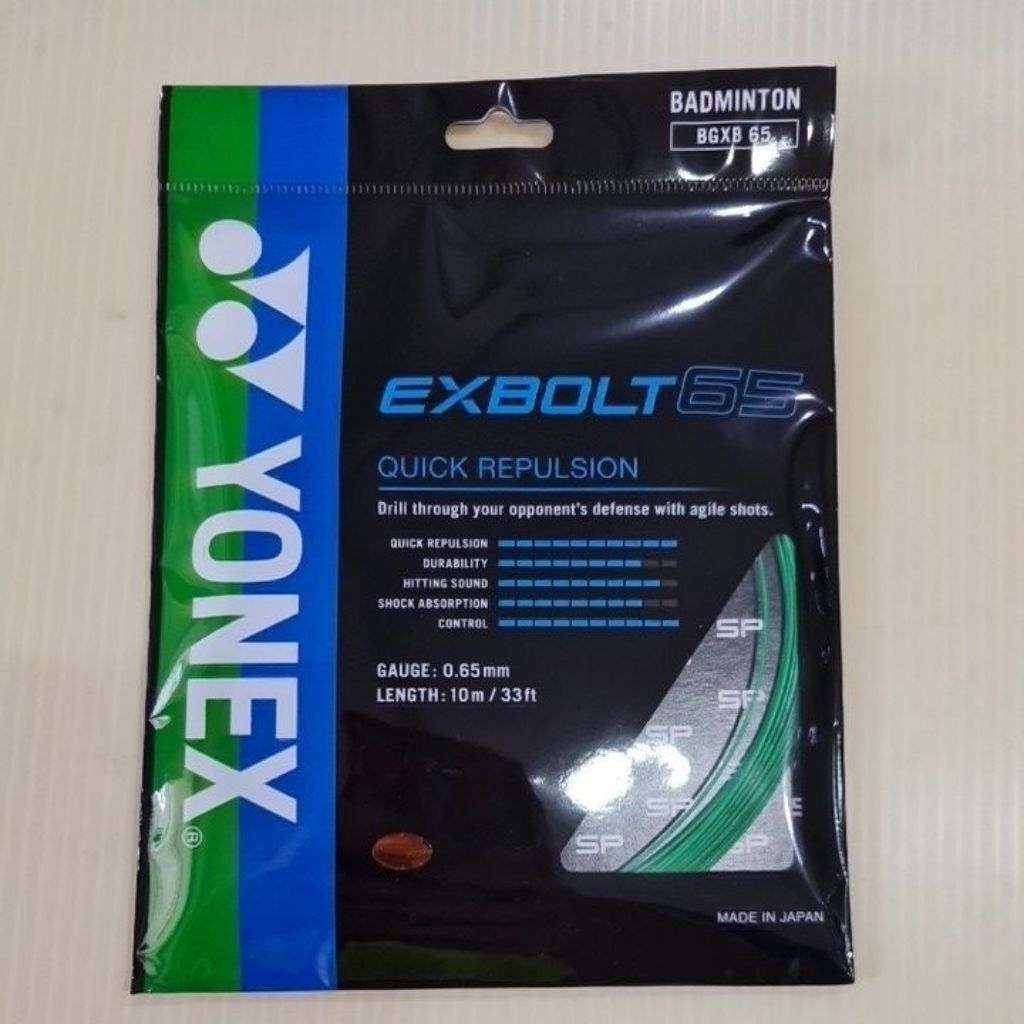 BADMINTON
BGXB 65
YONEX®
EXBOLT65
QUICK REPULSION
Drill through your opponent's defense with agile shots.
QUICK REPULSION
DURABILITY
HITTING SOUND
SHOCK ABSORPTION
CONTROL
GAUGE: 0.65mm
LENGTH: 10m / 33ft
SP
SP
SP
SP
SP
SP
MADE IN JAPAN